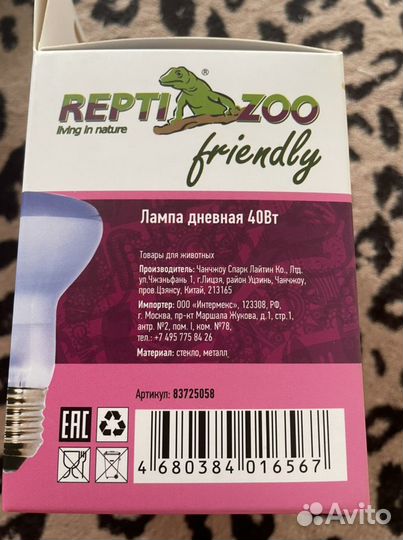 REPTI ZOO
®
living in nature
friendly
Лампа дневная 40Вт
Товары для животных
Производитель: Чанчжоу Спарк Лайтин Ко., Лтд.
ул.Чжэньфань 1, г.Лицзя, район Уцзинь, Чанчжоу,
пров.Цзянсу, Китай, 213165
Импортер: ООО «Интермекс», 123308, РФ,
г. Москва, пр-кт Маршала Жукова, д.1, стр.1,
антр. №2, пом. I, ком. №78,
тел.: +7 495 775 84 26
Материал: стекло, металл
Артикул: 83725058
EAC
4 680384 016567
Avito